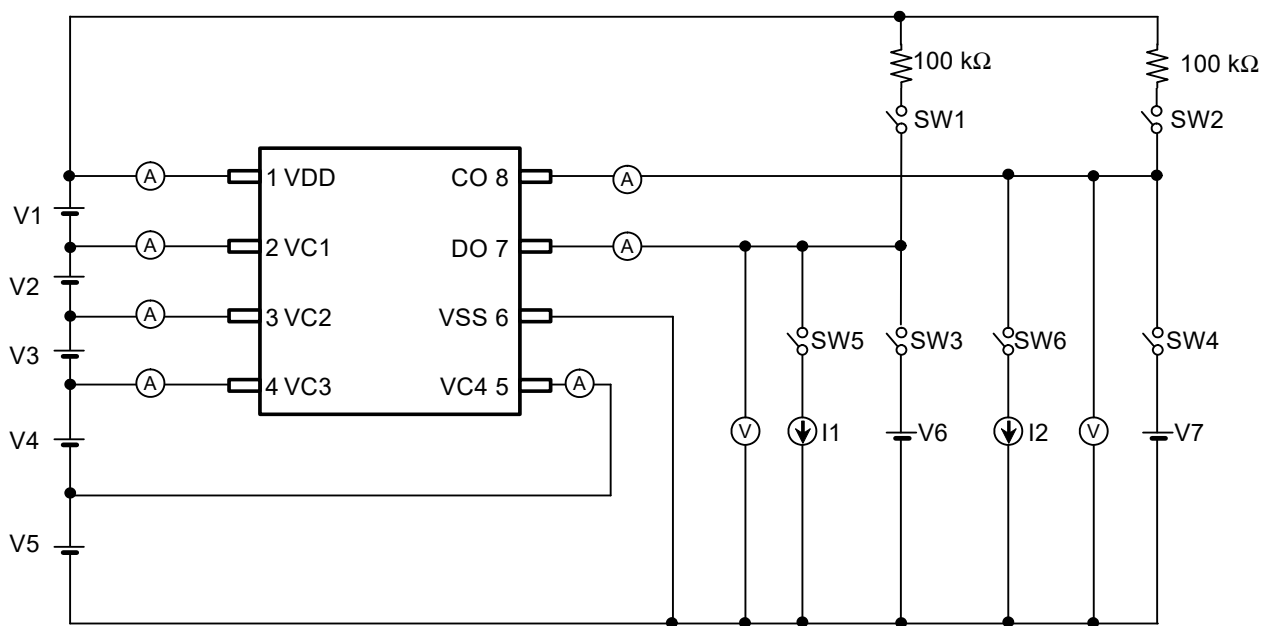 100 kΩ
100 kΩ
SW1
SW2
A
1 VDD
CO 8
A
V1
A
2 VC1
DO 7
A
V2
A
3 VC2
VSS 6
SW5
SW3
SW6
SW4
V3
A
4 VC3
VC4 5
A
V4
V
I1
V6
I2
V
V7
V5